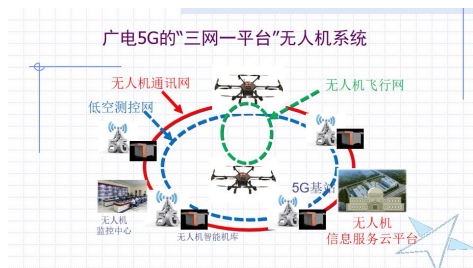 广电5G的“三网一平台”无人机系统
无人机通讯网
无人机飞行网
低空测控网
5G基站
无人机
监控中心
无人机智能机库
无人机
信息服务云平台